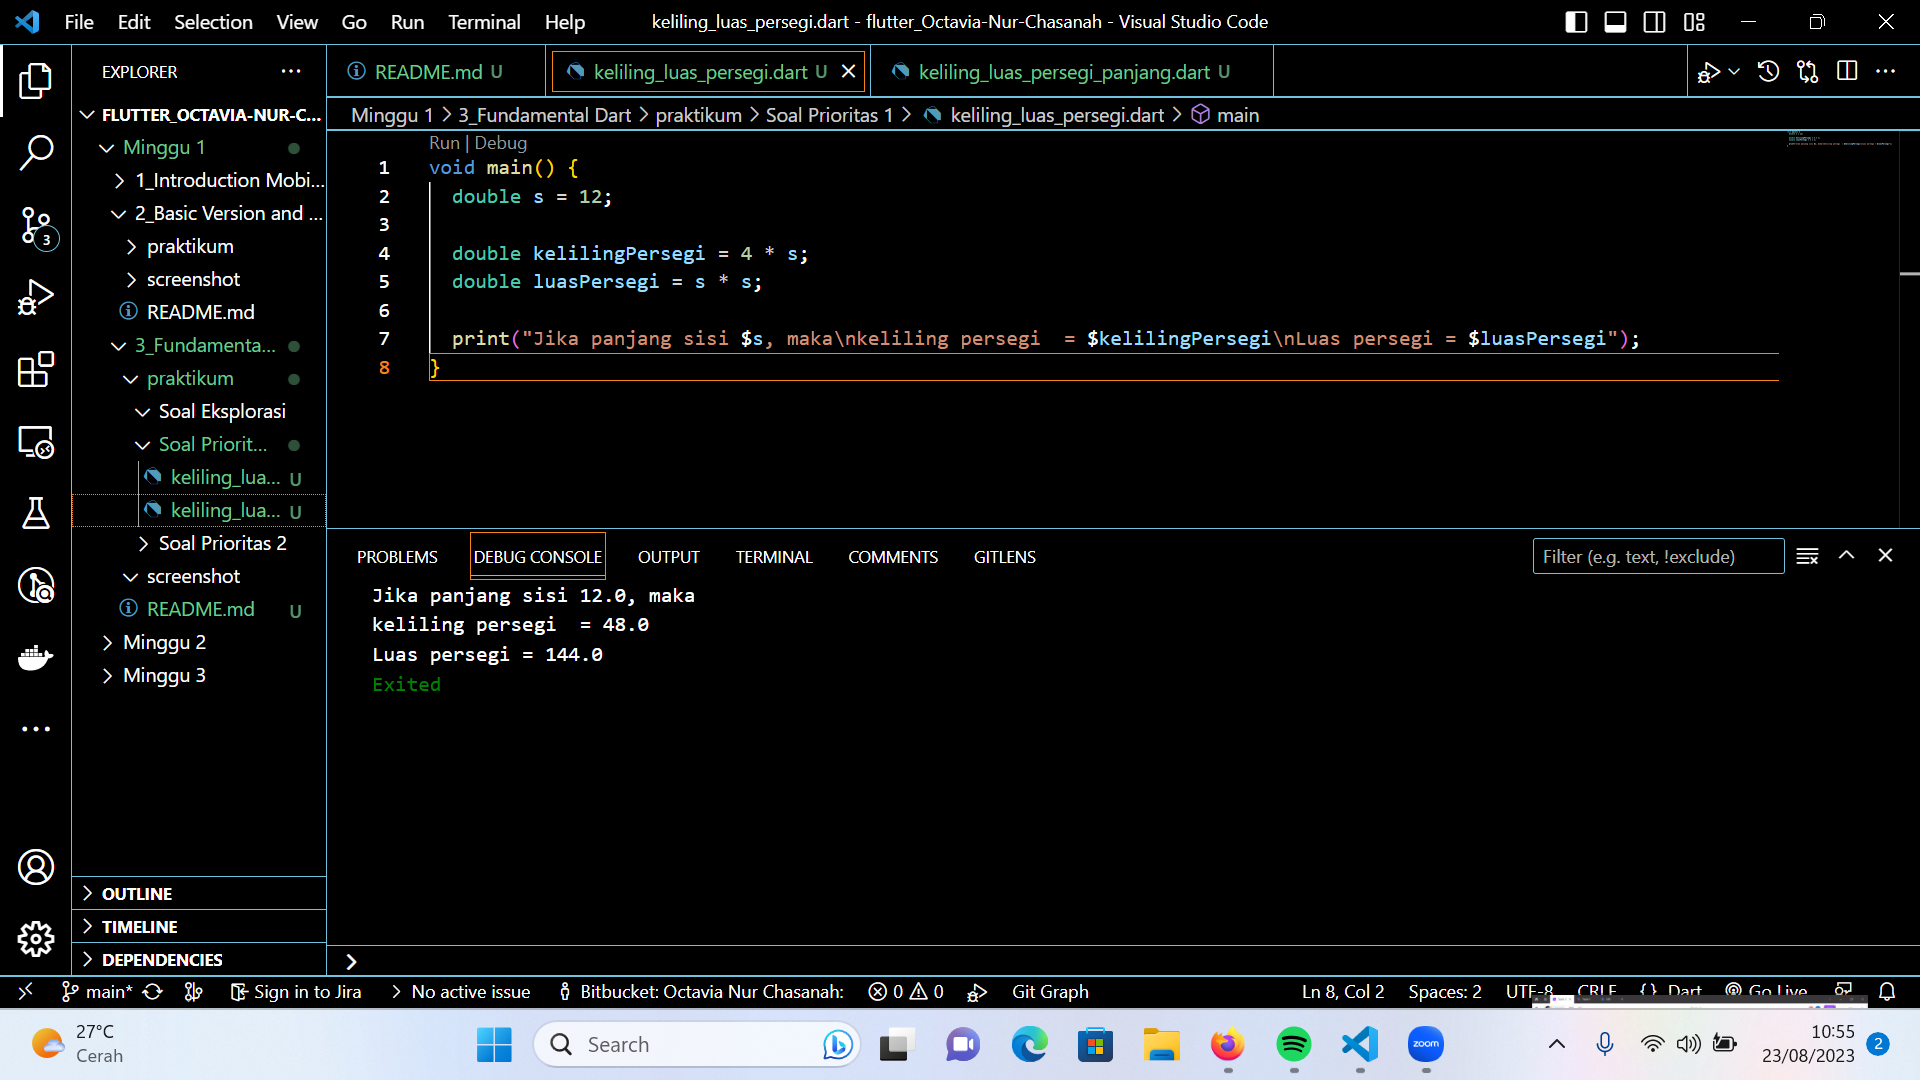 File Edit Selection View Go Run Terminal Help
keliling_luas_persegi.dart - flutter_Octavia-Nur-Chasanah - Visual Studio Code
EXPLORER
README.md U
keliling_luas_persegi.dart U
keliling_luas_persegi_panjang.dart U
Minggu 1 > 3_Fundamental Dart > praktikum > Soal Prioritas 1 > keliling_luas_persegi.dart > main
FLUTTER_OCTAVIA-NUR-C...
Minggu 1
1_Introduction Mobi...
2_Basic Version and ...
praktikum
screenshot
README.md
3_Fundamenta...
praktikum
Soal Eksplorasi
Soal Priorit...
keliling_lua... U
keliling_lua... U
Soal Prioritas 2
screenshot
README.md U
Minggu 2
Minggu 3
OUTLINE
TIMELINE
DEPENDENCIES
3
Run | Debug
1 void main() {
2 double s = 12;
3
4 double kelilingPersegi = 4 * s;
5 double luasPersegi = s * s;
6
7 print("Jika panjang sisi $s, maka\nkeliling persegi  = $kelilingPersegi\nLuas persegi = $luasPersegi");
8 }
PROBLEMS DEBUG CONSOLE OUTPUT TERMINAL COMMENTS GITLENS
Filter (e.g. text, !exclude)
Jika panjang sisi 12.0, maka
keliling persegi  = 48.0
Luas persegi = 144.0
Exited
main* Sign in to Jira No active issue Bitbucket: Octavia Nur Chasanah: 0 0 Git Graph Ln 8, Col 2 Spaces: 2 UTF-8 CRLF {} Dart Go Live
27°C
Cerah
Search
zoom
10:55
23/08/2023
2